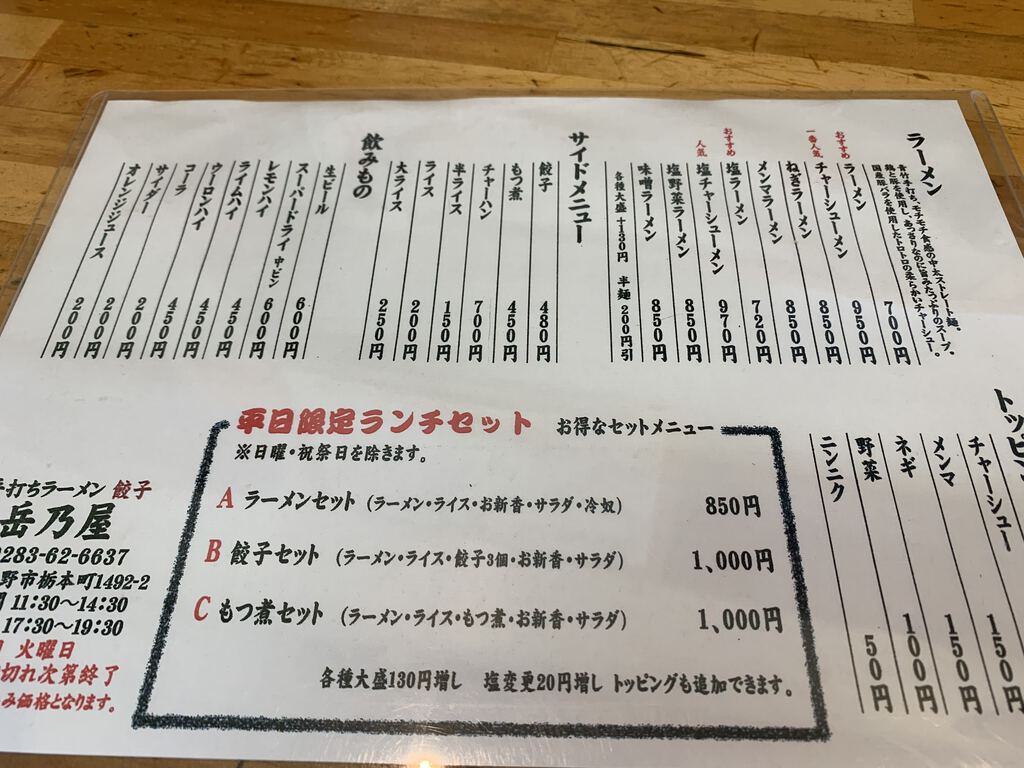 ラーメン
青竹手打ち、モチモチ食感の中太ストレート麺。
鶏と豚を使用し、あっさりなのに旨みたっぷりのスープ。
国産豚バラを使用したトロトロの柔らかいチャーシュー。
ラーメン 700円
おすすめ チャーシューメン 950円
一番人気 ねぎラーメン 850円
メンマラーメン 850円
塩ラーメン 720円
おすすめ 塩チャーシューメン 970円
人気 塩野菜ラーメン 850円
味噌ラーメン 850円
各種大盛 +130円 半麺 200円引
サイドメニュー
餃子 480円
もつ煮 450円
チャーハン 700円
半ライス 150円
ライス 200円
大ライス 250円
飲みもの
生ビール 600円
スーパードライ 中ビン 600円
レモンハイ 450円
ライムハイ 450円
ウーロンハイ 450円
コーラ 200円
サイダー 200円
オレンジジュース 200円
チャーシュー 150円
メンマ 150円
ネギ 100円
野菜
ニンニク 50円
平日限定ランチセット お得なセットメニュー
※日曜・祝祭日を除きます。
A ラーメンセット (ラーメン・ライス・お新香・サラダ・冷奴) 850円
B 餃子セット (ラーメン・ライス・餃子3個・お新香・サラダ) 1,000円
C もつ煮セット (ラーメン・ライス・もつ煮・お新香・サラダ) 1,000円
各種大盛130円増し 塩変更20円増し トッピングも追加できます。
手打ちラーメン 餃子
岳乃屋
0283-62-6637
野市栃本町1492-2
11:30〜14:30
17:30〜19:30
火曜日
切れ次第終了
み価格となります。